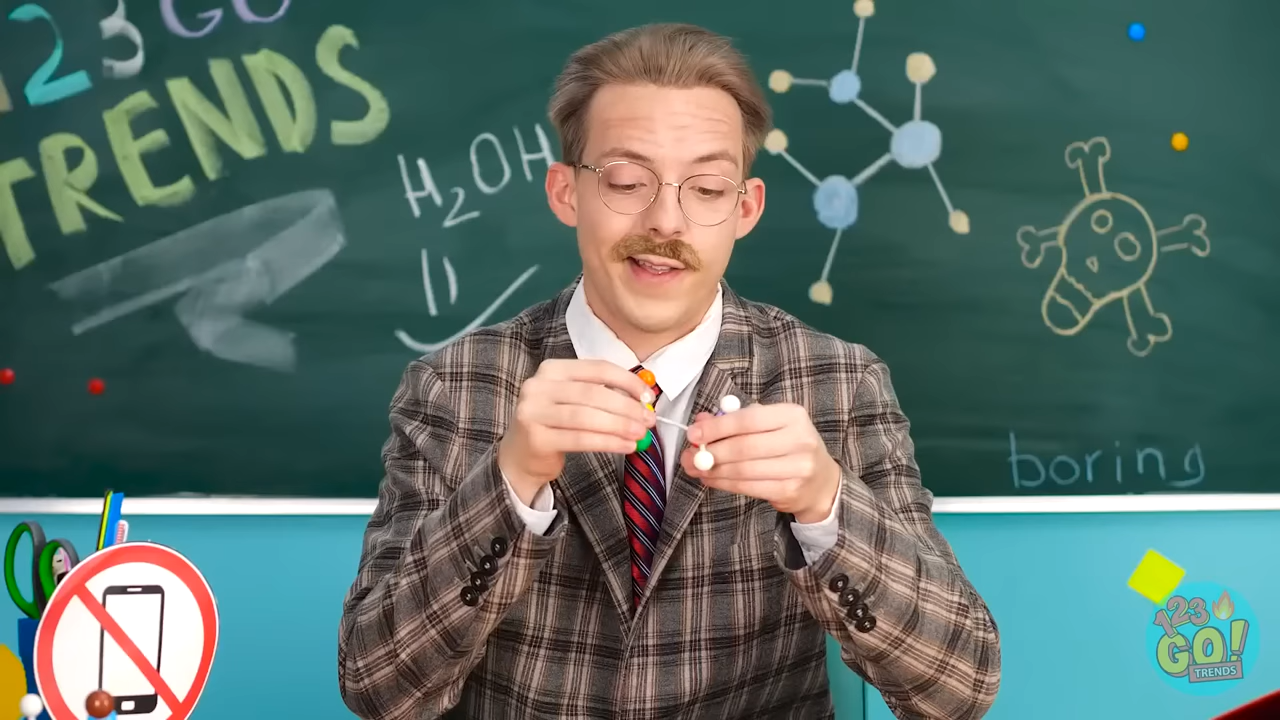 123 GO
TRENDS
H₂OH
boring
123
GO!
TRENDS